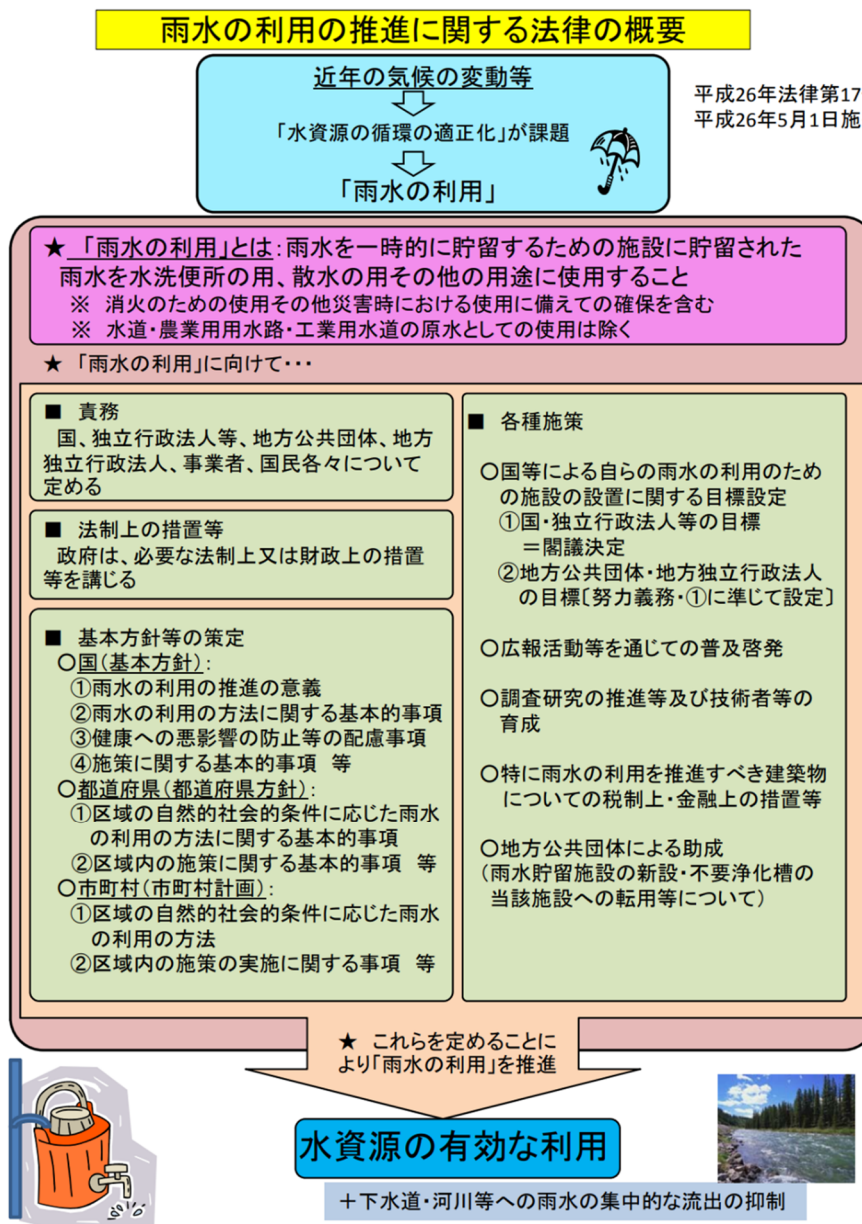 雨水の利用の推進に関する法律の概要
近年の気候の変動等
「水資源の循環の適正化」が課題
「雨水の利用」
平成26年法律第17
平成26年5月1日施
★ 「雨水の利用」とは：雨水を一時的に貯留するための施設に貯留された
雨水を水洗便所の用、散水の用その他の用途に使用すること
※ 消火のための使用その他災害時における使用に備えての確保を含む
※ 水道・農業用用水路・工業用水道の原水としての使用は除く
★ 「雨水の利用」に向けて・・・
■ 責務
国、独立行政法人等、地方公共団体、地方
独立行政法人、事業者、国民各々について
定める
■ 法制上の措置等
政府は、必要な法制上又は財政上の措置
等を講じる
■ 基本方針等の策定
〇国（基本方針）：
①雨水の利用の推進の意義
②雨水の利用の方法に関する基本的事項
③健康への悪影響の防止等の配慮事項
④施策に関する基本的事項 等
〇都道府県（都道府県方針）：
①区域の自然的社会的条件に応じた雨水
の利用の方法に関する基本的事項
②区域内の施策に関する基本的事項 等
〇市町村（市町村計画）：
①区域の自然的社会的条件に応じた雨水
の利用の方法
②区域内の施策の実施に関する事項 等
■ 各種施策
〇国等による自らの雨水の利用のため
の施設の設置に関する目標設定
①国・独立行政法人等の目標
＝閣議決定
②地方公共団体・地方独立行政法人
の目標〔努力義務・①に準じて設定〕
〇広報活動等を通じての普及啓発
〇調査研究の推進等及び技術者等の
育成
〇特に雨水の利用を推進すべき建築物
についての税制上・金融上の措置等
〇地方公共団体による助成
（雨水貯留施設の新設・不要浄化槽の
当該施設への転用等について）
★ これらを定めることに
より「雨水の利用」を推進
水資源の有効な利用
＋下水道・河川等への雨水の集中的な流出の抑制